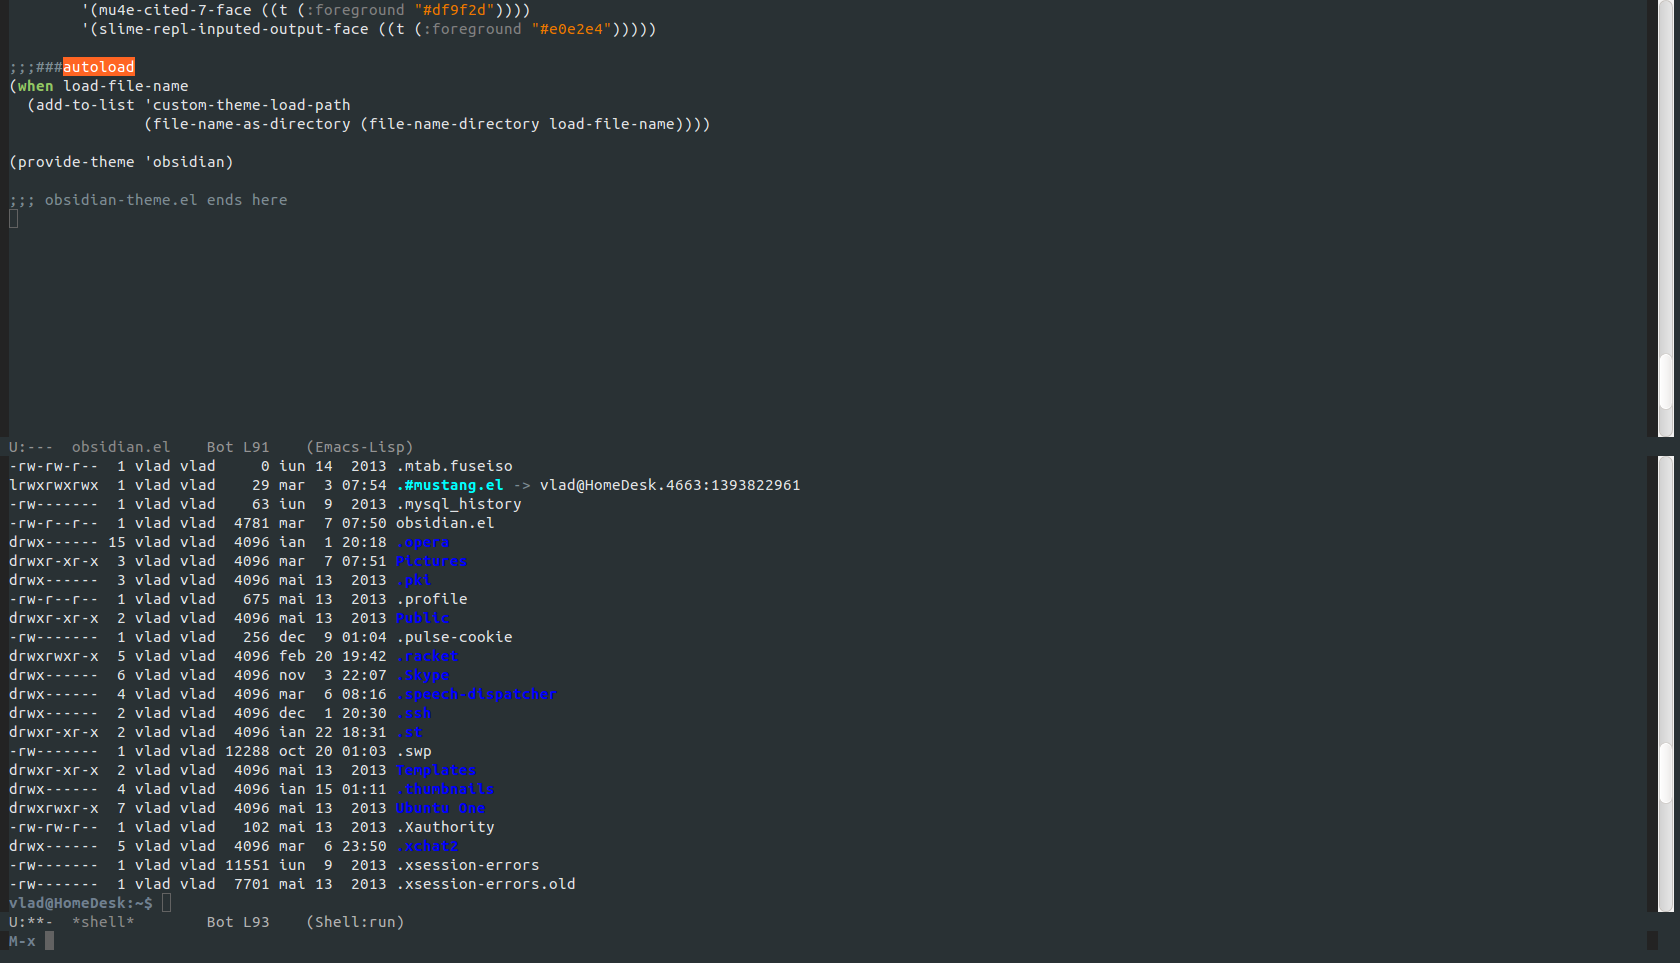 '(mu4e-cited-7-face ((t (:foreground "#df9f2d"))))
        '(slime-repl-inputed-output-face ((t (:foreground "#e0e2e4")))))
;;;###autoload
(when load-file-name
  (add-to-list 'custom-theme-load-path
               (file-name-as-directory (file-name-directory load-file-name))))
(provide-theme 'obsidian)
;;; obsidian-theme.el ends here
U:---  obsidian.el    Bot L91    (Emacs-Lisp)
-rw-rw-r--  1 vlad vlad     0 iun 14  2013 .mtab.fuseiso
lrwxrwxrwx  1 vlad vlad    29 mar  3 07:54 .#mustang.el -> vlad@HomeDesk.4663:1393822961
-rw-------  1 vlad vlad    63 iun  9  2013 .mysql_history
-rw-r--r--  1 vlad vlad  4781 mar  7 07:50 obsidian.el
drwx------ 15 vlad vlad  4096 ian  1 20:18 .opera
drwxr-xr-x  3 vlad vlad  4096 mar  7 07:51 Pictures
drwx------  3 vlad vlad  4096 mai 13  2013 .pki
-rw-r--r--  1 vlad vlad   675 mai 13  2013 .profile
drwxr-xr-x  2 vlad vlad  4096 mai 13  2013 Public
-rw-------  1 vlad vlad   256 dec  9 01:04 .pulse-cookie
drwxrwxr-x  5 vlad vlad  4096 feb 20 19:42 .racket
drwx------  6 vlad vlad  4096 nov  3 22:07 .Skype
drwx------  4 vlad vlad  4096 mar  6 08:16 .speech-dispatcher
drwx------  2 vlad vlad  4096 dec  1 20:30 .ssh
drwxr-xr-x  2 vlad vlad  4096 ian 22 18:31 .st
-rw-------  1 vlad vlad 12288 oct 20 01:03 .swp
drwxr-xr-x  2 vlad vlad  4096 mai 13  2013 Templates
drwx------  4 vlad vlad  4096 ian 15 01:11 .thumbnails
drwxrwxr-x  7 vlad vlad  4096 mai 13  2013 Ubuntu One
-rw-rw-r--  1 vlad vlad   102 mai 13  2013 .Xauthority
drwx------  5 vlad vlad  4096 mar  6 23:50 .xchat2
-rw-------  1 vlad vlad 11551 iun  9  2013 .xsession-errors
-rw-------  1 vlad vlad  7701 mai 13  2013 .xsession-errors.old
vlad@HomeDesk:~$
U:**-  *shell*        Bot L93    (Shell:run)
M-x